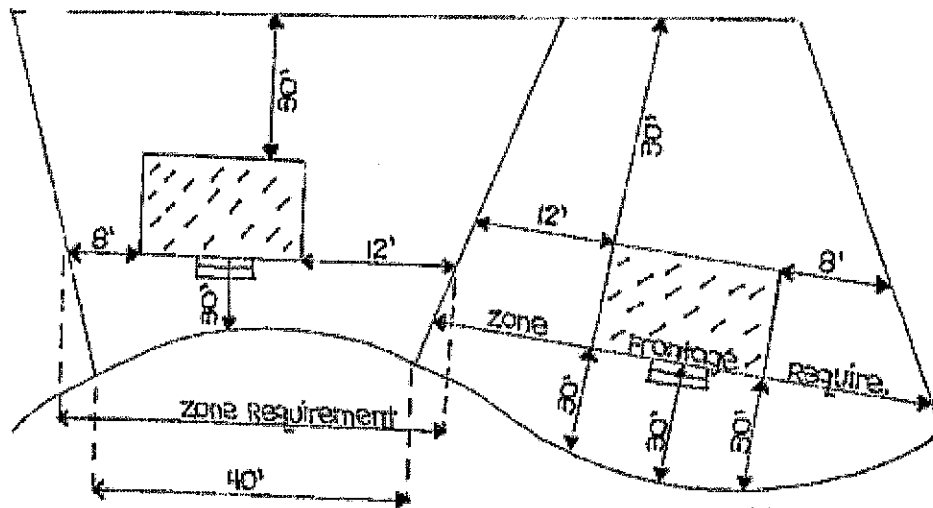 30'
30'
12'
8'
12'
8'
30'
zone
Frontage
Require.
30'
30'
30'
zone Requirement
40'